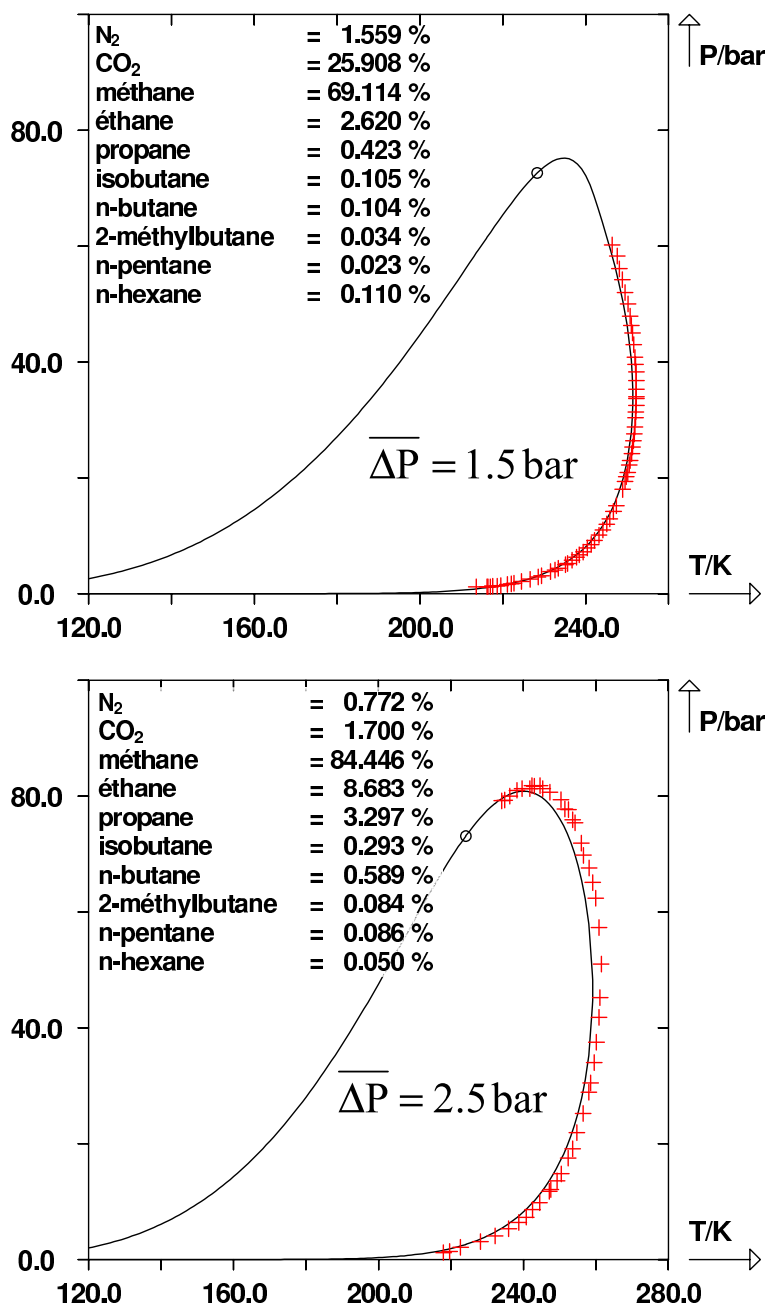 N2 = 1.559 %
P/bar
CO2 = 25.908 %
méthane = 69.114 %
éthane = 2.620 %
80.0
propane = 0.423 %
isobutane = 0.105 %
n-butane = 0.104 %
2-méthylbutane = 0.034 %
n-pentane = 0.023 %
n-hexane = 0.110 %
40.0
ΔP = 1.5 bar
T/K
0.0
120.0 160.0 200.0 240.0
N2 = 0.772 %
P/bar
CO2 = 1.700 %
méthane = 84.446 %
éthane = 8.683 %
80.0
propane = 3.297 %
isobutane = 0.293 %
n-butane = 0.589 %
2-méthylbutane = 0.084 %
n-pentane = 0.086 %
n-hexane = 0.050 %
40.0
ΔP = 2.5 bar
T/K
0.0
120.0 160.0 200.0 240.0 280.0